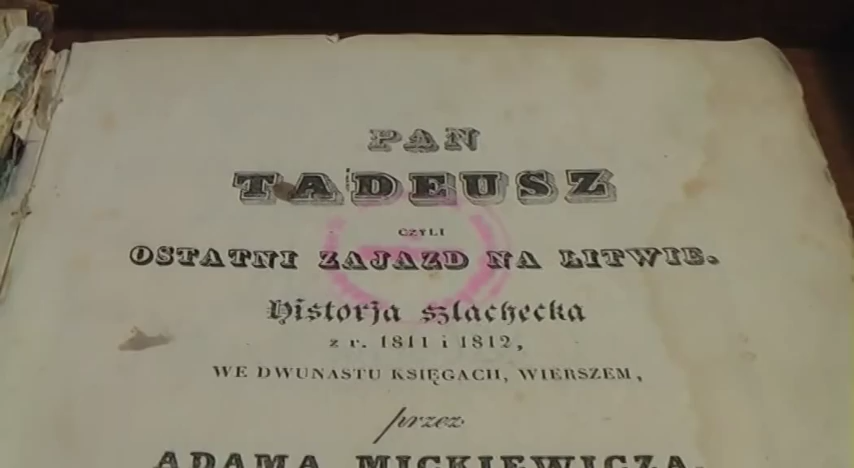 PAN
TADEUSZ
CZYLI
OSTATNI ZAJAZD NA LITWIE.
Historja szlachecka
z r. 1811 i 1812,
WE DWUNASTU KSIĘGACH, WIERSZEM,
przez
ADAMA MICKIEWICZA.